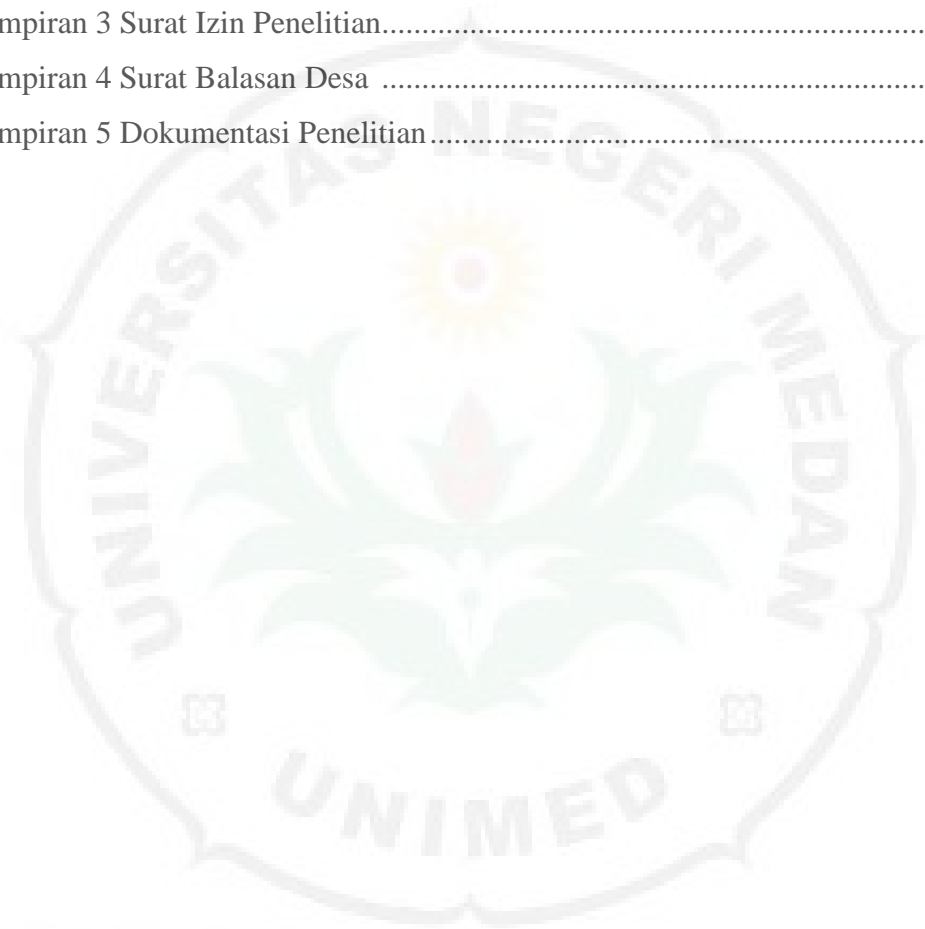 mpiran 3 Surat Izin Penelitian....................................................................
mpiran 4 Surat Balasan Desa ....................................................................
mpiran 5 Dokumentasi Penelitian..............................................................
UNIVERSITAS NEGERI MEDAN
UNIMED